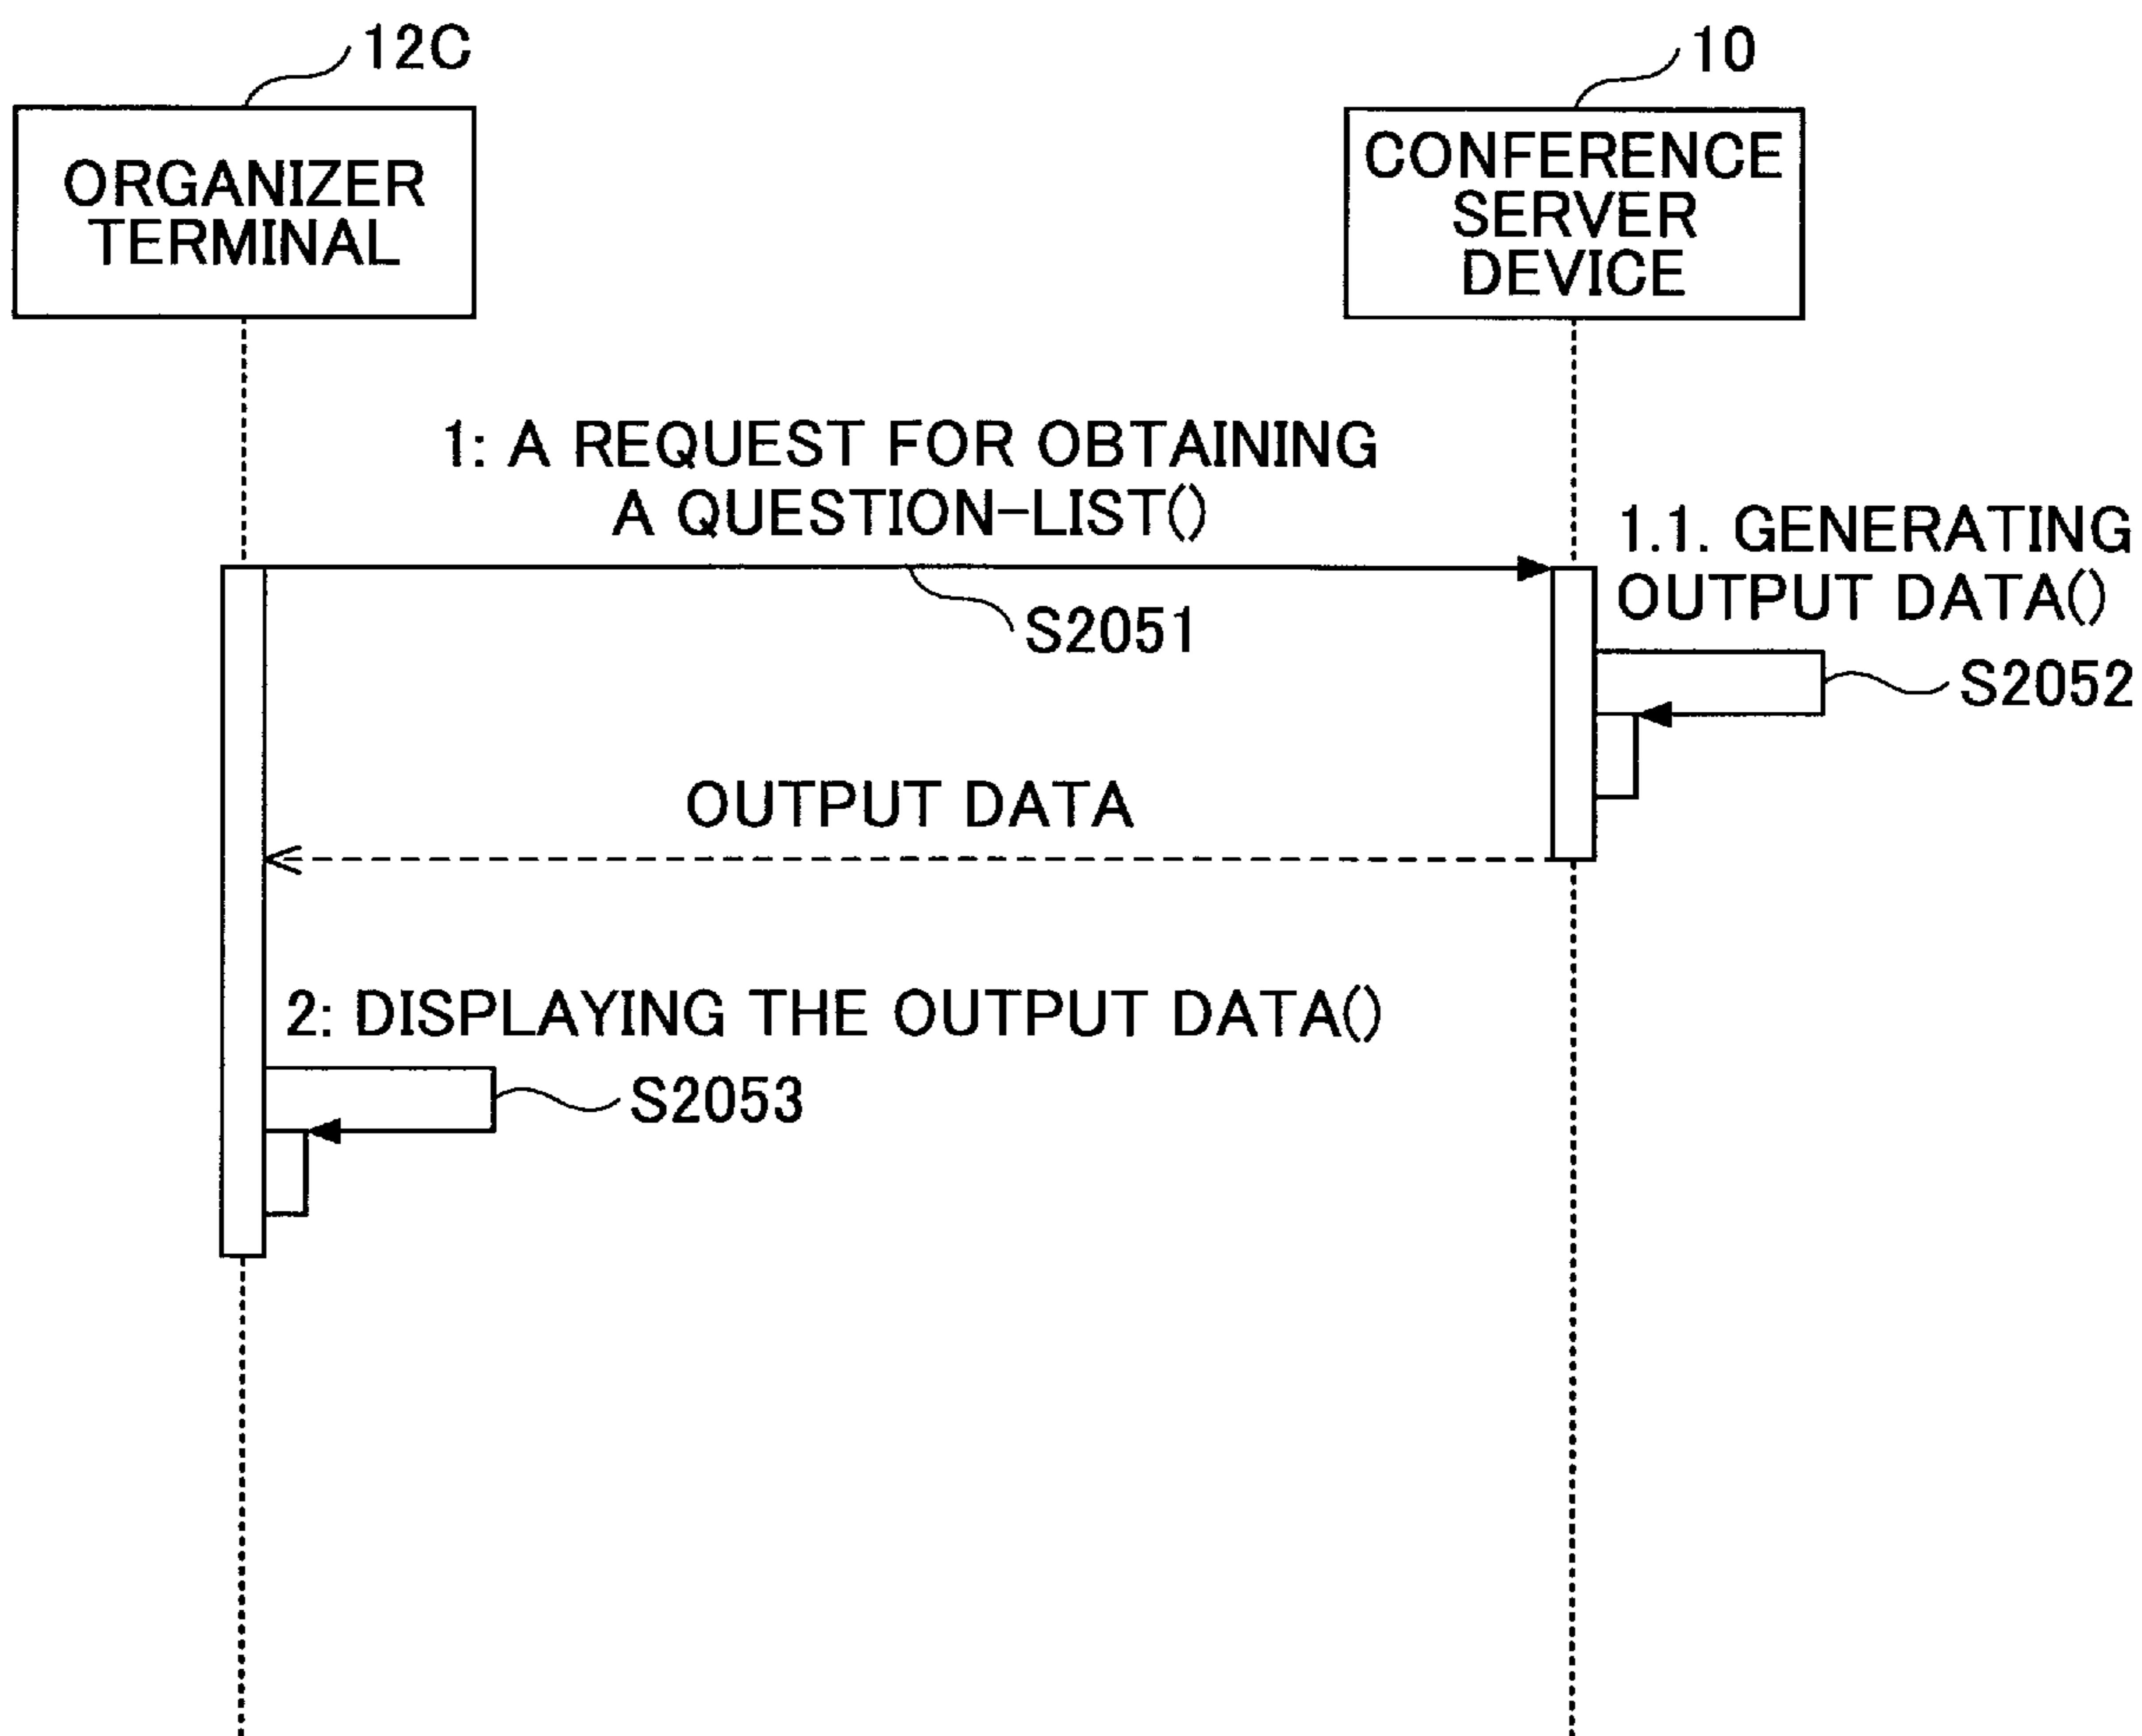 12C
10
ORGANIZER
TERMINAL
CONFERENCE
SERVER
DEVICE
1: A REQUEST FOR OBTAINING
A QUESTION-LIST()
1.1. GENERATING
OUTPUT DATA()
S2051
S2052
OUTPUT DATA
2: DISPLAYING THE OUTPUT DATA()
S2053